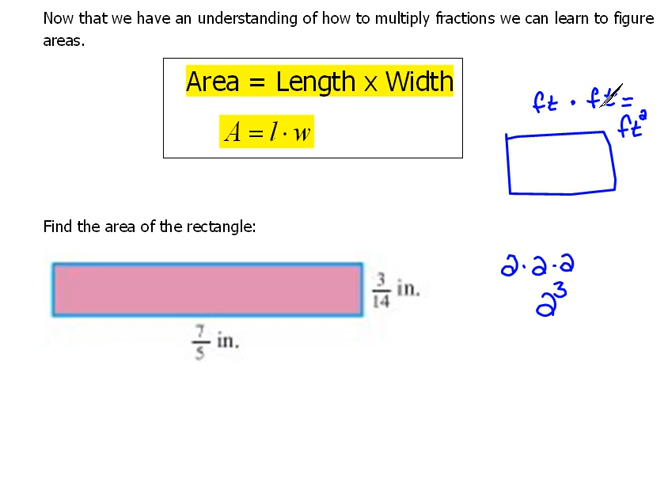 Now that we have an understanding of how to multiply fractions we can learn to figure
areas.
Area = Length x Width
A = l · w
ft · ft =
ft²
Find the area of the rectangle:
3/14 in.
2·2·2
2³
7/5 in.